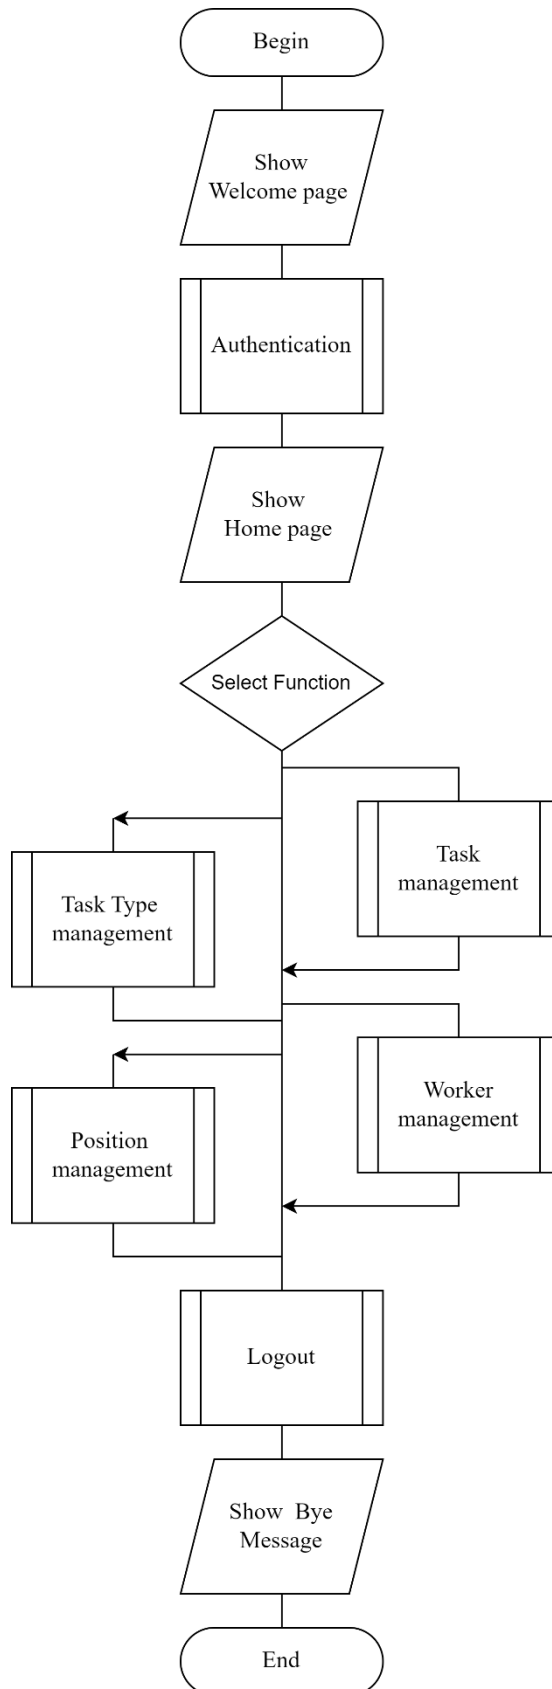 Begin
Show
Welcome page
Authentication
Show
Home page
Select Function
Task
management
Task Type
management
Worker
management
Position
management
Logout
Show  Bye
Message
End